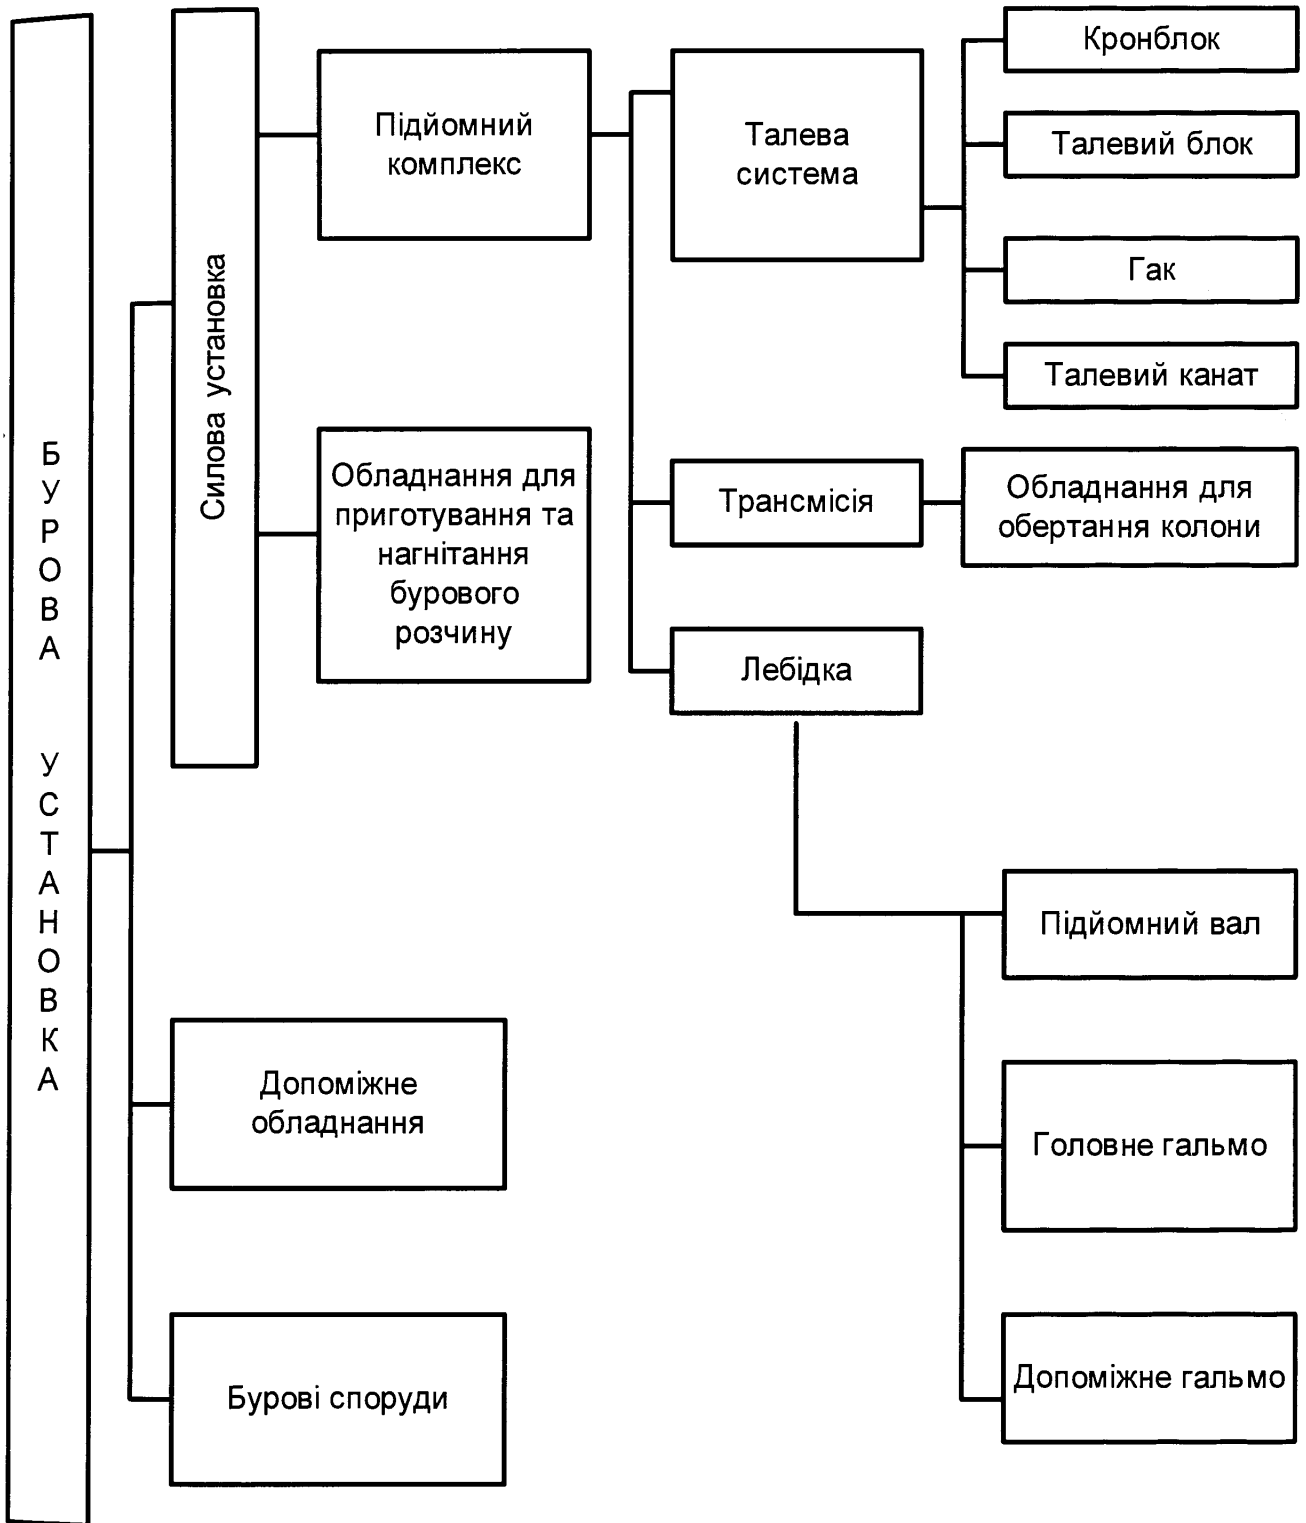 БУРОВА УСТАНОВКА
Силова установка
Підйомний
комплекс
Обладнання для
приготування та
нагнітання
бурового
розчину
Допоміжне
обладнання
Бурові споруди
Талева
система
Трансмісія
Лебідка
Кронблок
Талевий блок
Гак
Талевий канат
Обладнання для
обертання колони
Підйомний вал
Головне гальмо
Допоміжне гальмо